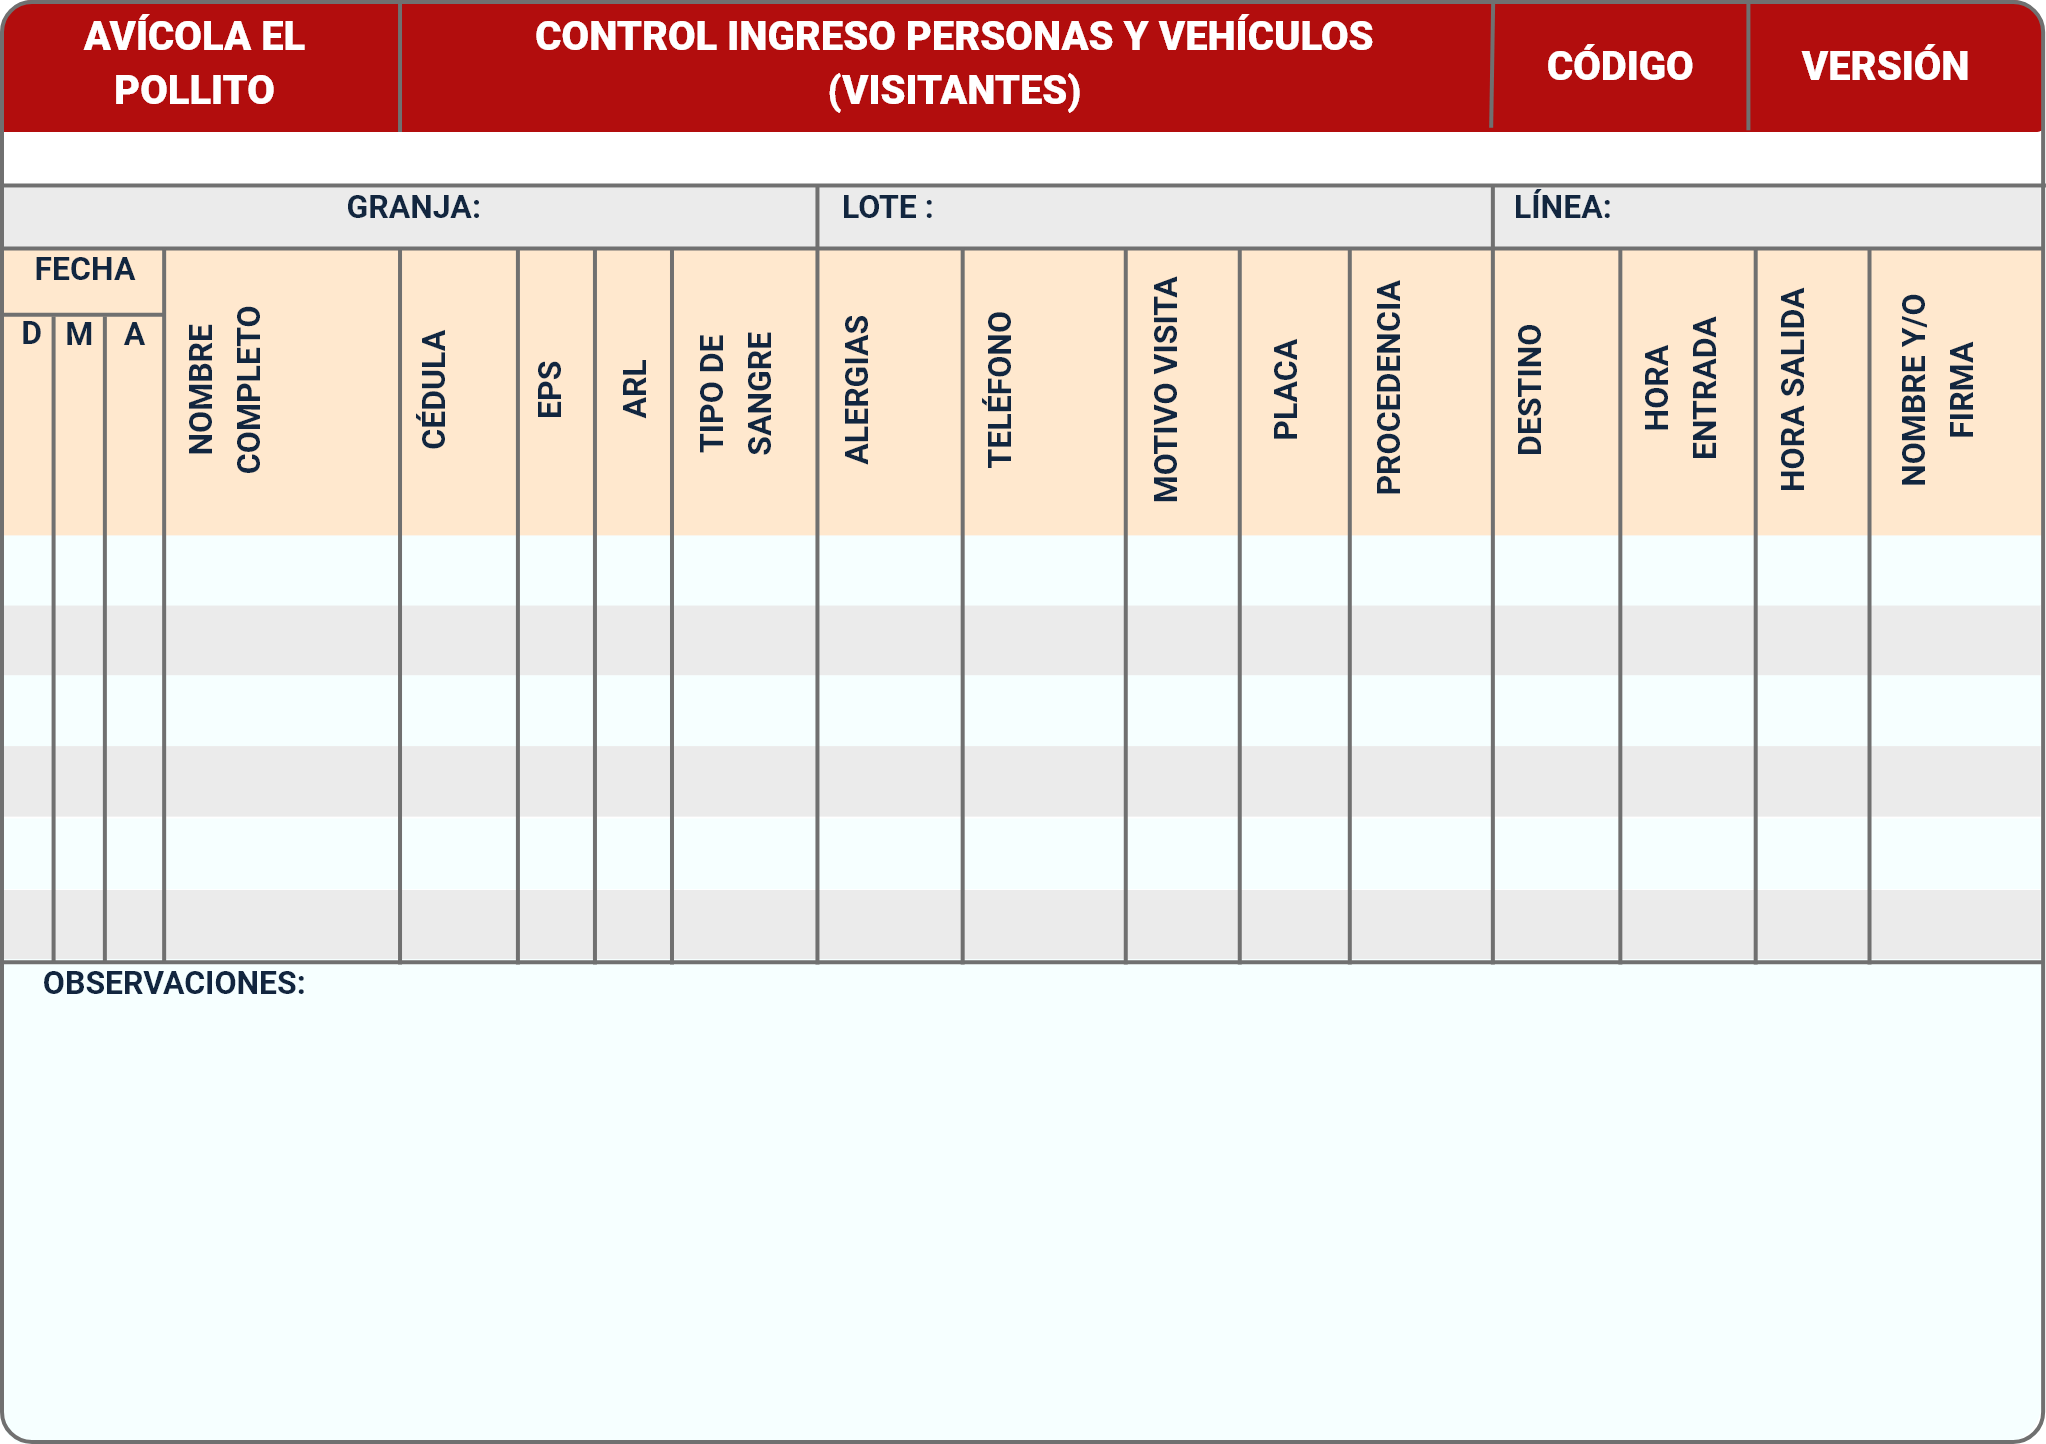 AVÍCOLA EL
POLLITO
CONTROL INGRESO PERSONAS Y VEHÍCULOS
(VISITANTES)
CÓDIGO
VERSIÓN
GRANJA:
LOTE :
LÍNEA:
FECHA
D
M
A
NOMBRE
COMPLETO
CÉDULA
EPS
ARL
TIPO DE
SANGRE
ALERGIAS
TELÉFONO
MOTIVO VISITA
PLACA
PROCEDENCIA
DESTINO
HORA
ENTRADA
HORA SALIDA
NOMBRE Y/O
FIRMA
OBSERVACIONES: